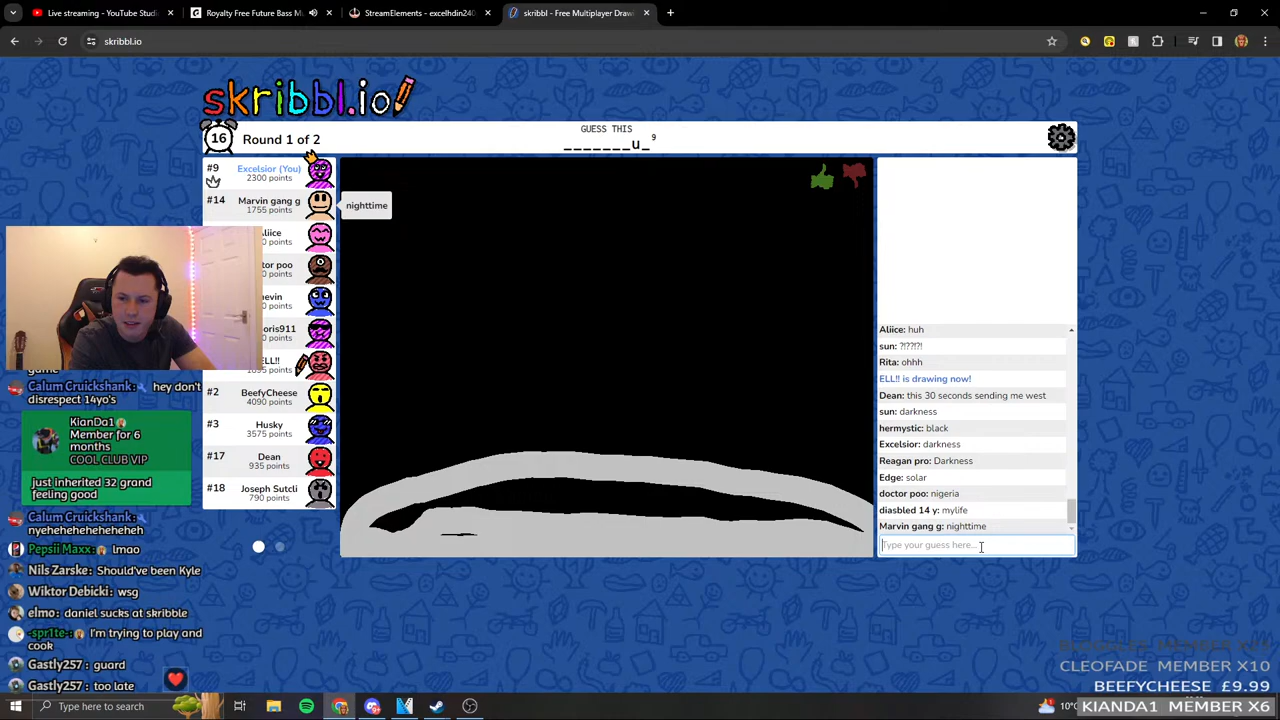 Live streaming - YouTube Studio
Royalty Free Future Bass Mu
StreamElements - excelhdin240
skribbl - Free Multiplayer Draw
skribbl.io
skribbl.io
16
Round 1 of 2
GUESS THIS
_______u_ 9
#9
Excelsior (You)
2300 points
#14
Marvin gang g
1755 points
nighttime
ELL!!
#2
BeefyCheese
4090 points
#3
Husky
3575 points
#17
Dean
935 points
#18
Joseph Sutcli
790 points
Aliice: huh
sun: ?!??!?!
Rita: ohhh
ELL!! is drawing now!
Dean: this 30 seconds sending me west
sun: darkness
hermystic: black
Excelsior: darkness
Reagan pro: Darkness
Edge: solar
doctor poo: nigeria
diasbled 14 y: mylife
Marvin gang g: nighttime
Type your guess here...
Calum Cruickshank: hey don't
disrespect 14yo's
KianDa1
Member for 6
months
COOL CLUB VIP
just inherited 32 grand
feeling good
Calum Cruickshank:
nyehehehehehehehe
Pepsii Maxx: lmao
Nils Zarske: Should've been Kyle
Wiktor Debicki: wsg
elmo: daniel sucks at skribble
-spr1te-: I'm trying to play and
cook
Gastly257: guard
Gastly257: too late
CLEOFADE MEMBER X10
BEEFYCHEESE £9.99
KIANDA1 MEMBER X6
Type here to search
10°